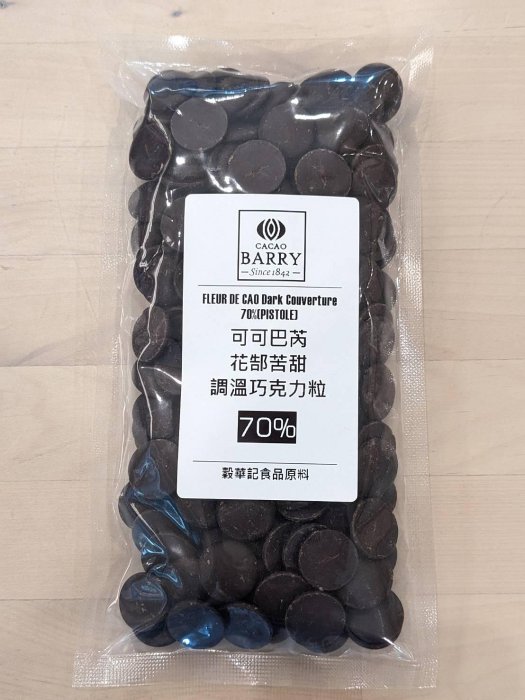 CACAO
BARRY
Since 1842
FLEUR DE CAO Dark Couverture
70%(PISTOLE)
可可巴芮
花郜苦甜
調溫巧克力粒
70%
穀華記食品原料